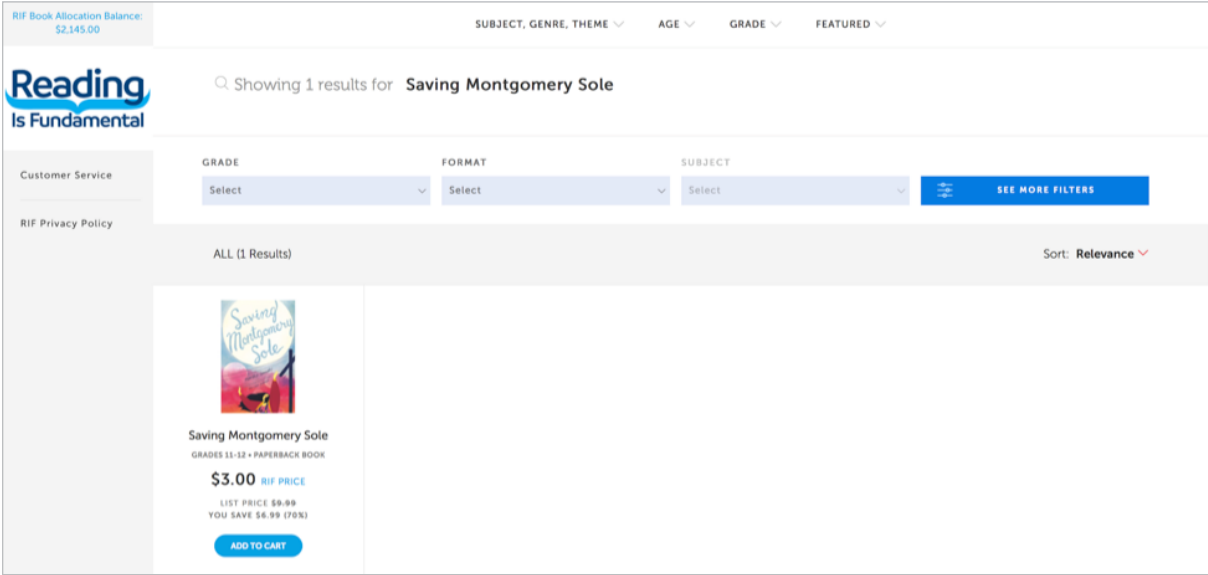 RIF Book Allocation Balance:
$2,145.00
SUBJECT, GENRE, THEME AGE GRADE FEATURED
Reading
Is Fundamental
Showing 1 results for Saving Montgomery Sole
Customer Service
RIF Privacy Policy
GRADE FORMAT SUBJECT
Select Select Select SEE MORE FILTERS
ALL (1 Results) Sort: Relevance
Saving
Montgomery
Sole
Saving Montgomery Sole
GRADES 11-12 • PAPERBACK BOOK
$3.00 RIF PRICE
LIST PRICE $9.99
YOU SAVE $6.99 (70%)
ADD TO CART